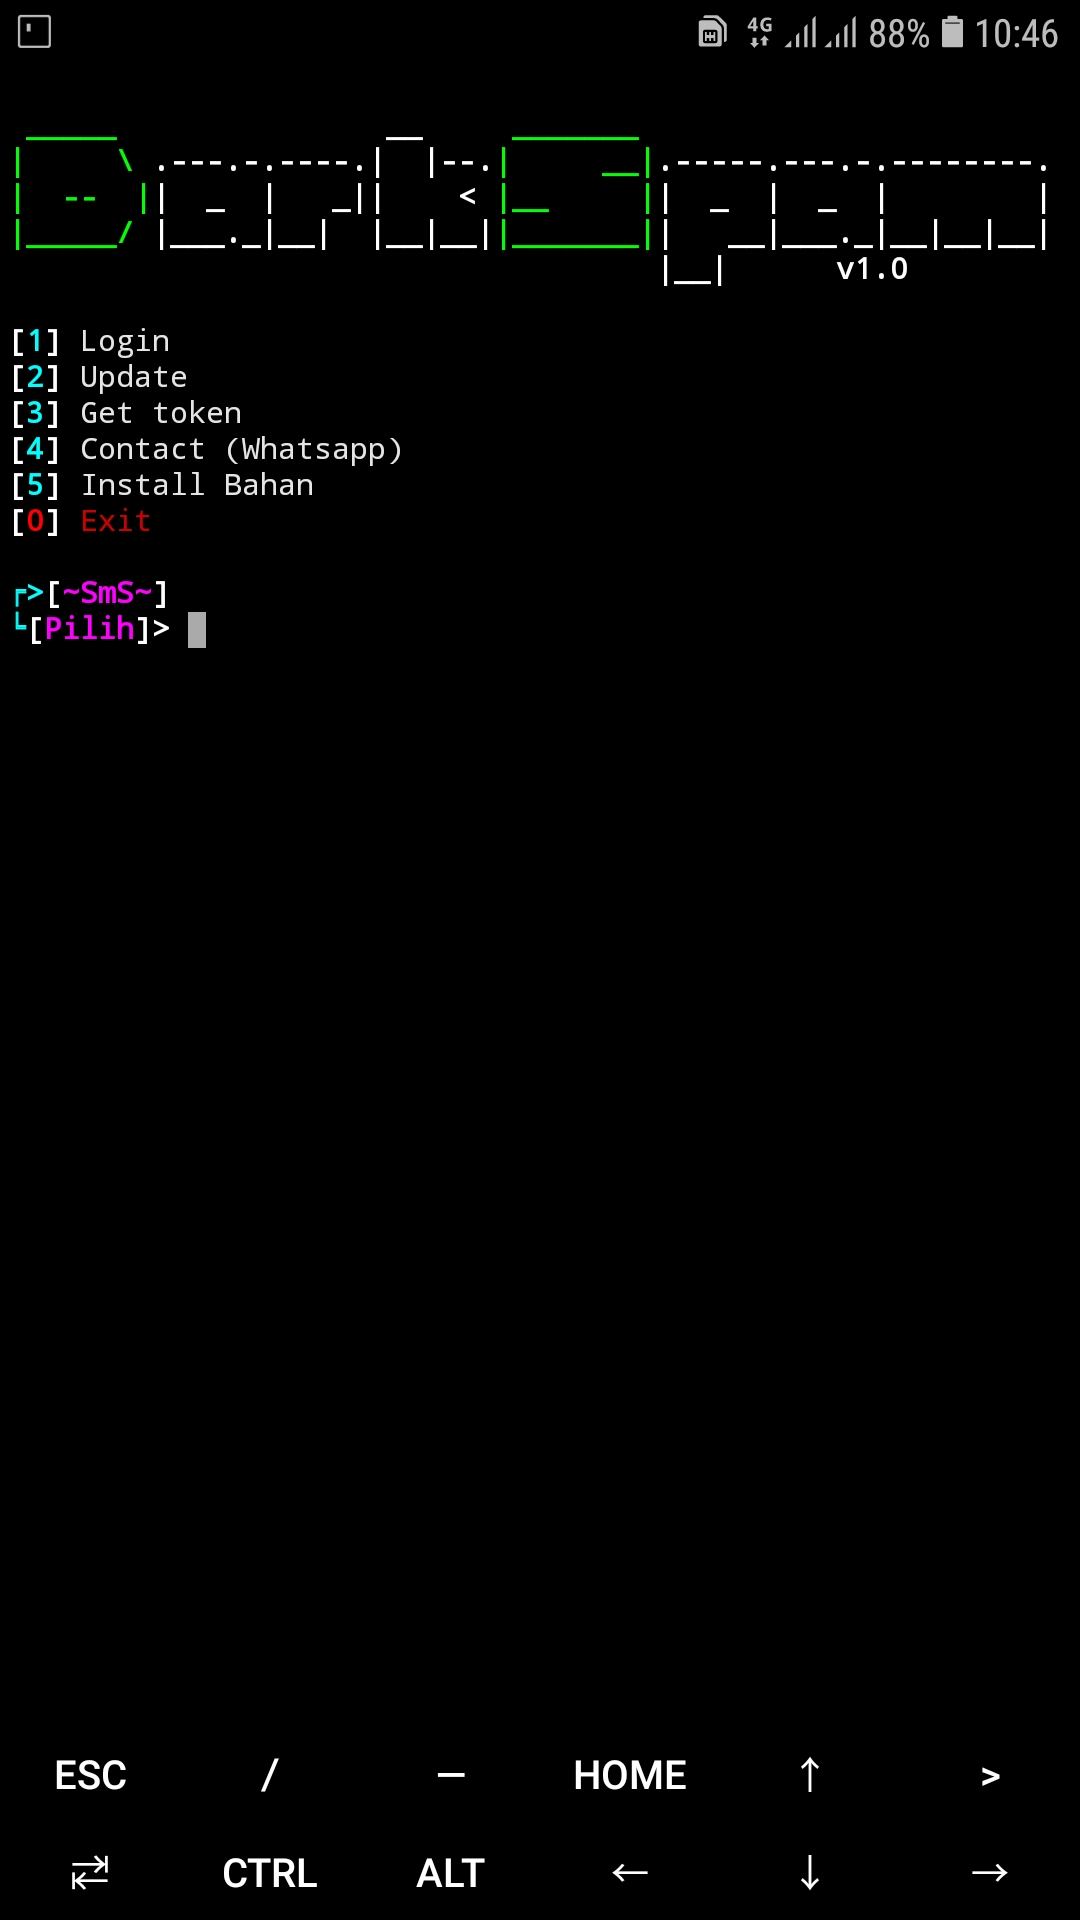 4G 88% 10:46
DarkSpam
v1.0
[1] Login
[2] Update
[3] Get token
[4] Contact (Whatsapp)
[5] Install Bahan
[0] Exit
┌>[~SmS~]
└[Pilih]>
ESC / — HOME ↑ >
⇄ CTRL ALT ← ↓ →